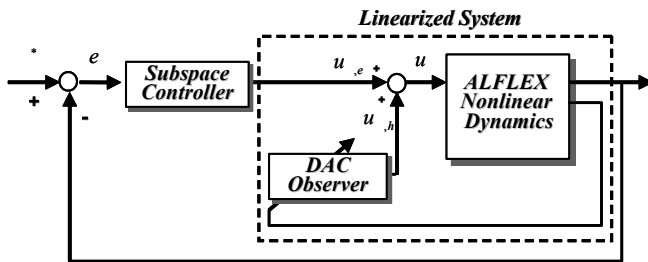 Linearized System
*
e
+
-
Subspace
Controller
u ,e
+
+
u
u ,h
ALFLEX
Nonlinear
Dynamics
DAC
Observer